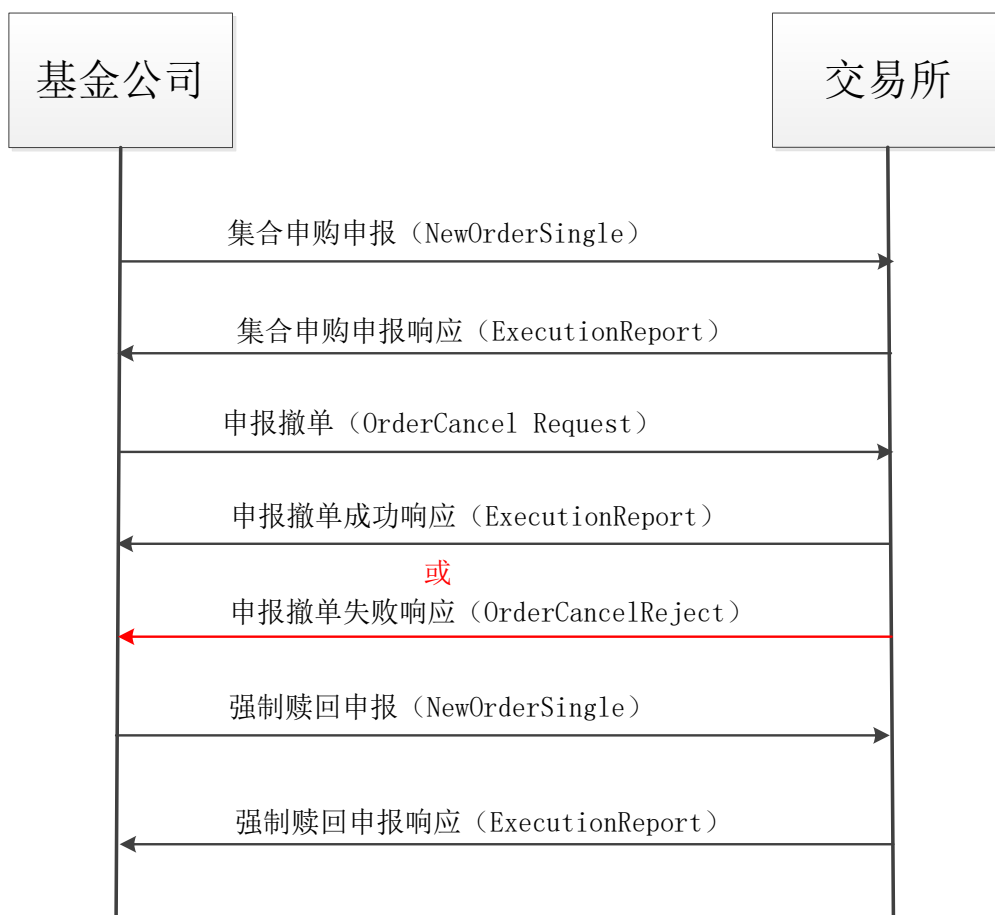 基金公司
交易所
集合申购申报（NewOrderSingle）
集合申购申报响应（ExecutionReport）
申报撤单（OrderCancel Request）
申报撤单成功响应（ExecutionReport）
或
申报撤单失败响应（OrderCancelReject）
强制赎回申报（NewOrderSingle）
强制赎回申报响应（ExecutionReport）